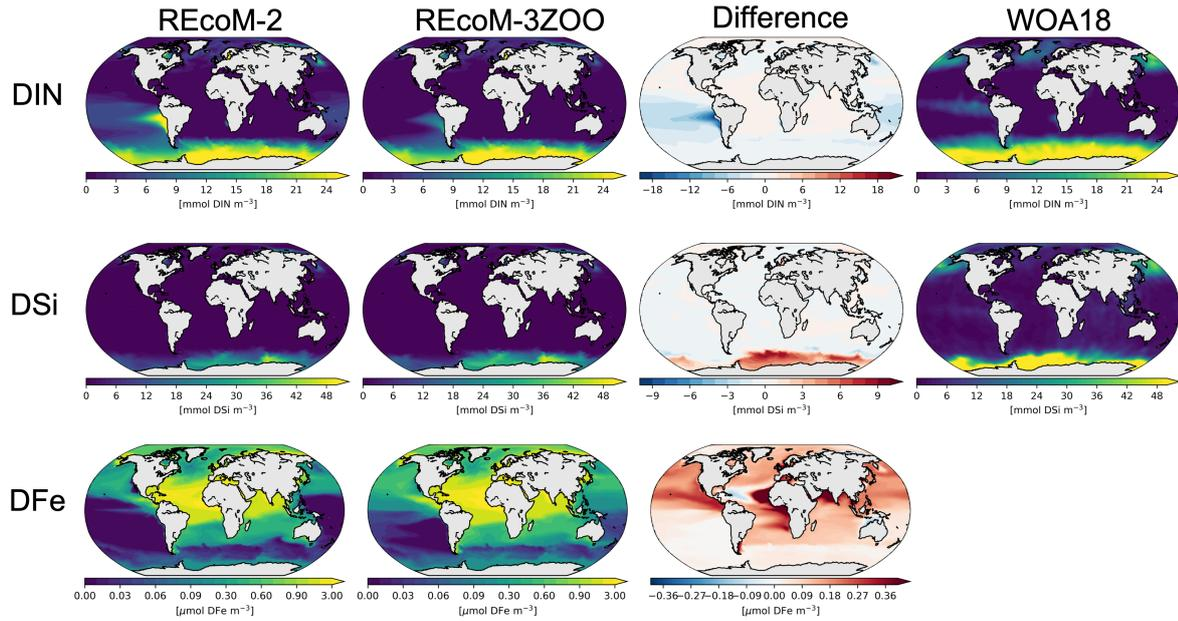 REcoM-2 REcoM-3ZOO Difference WOA18
DIN
0 3 6 9 12 15 18 21 24
[mmol DIN m⁻³]
0 3 6 9 12 15 18 21 24
[mmol DIN m⁻³]
−18 −12 −6 0 6 12 18
[mmol DIN m⁻³]
0 3 6 9 12 15 18 21 24
[mmol DIN m⁻³]
DSi
0 6 12 18 24 30 36 42 48
[mmol DSi m⁻³]
0 6 12 18 24 30 36 42 48
[mmol DSi m⁻³]
−9 −6 −3 0 3 6 9
[mmol DSi m⁻³]
0 6 12 18 24 30 36 42 48
[mmol DSi m⁻³]
DFe
0.00 0.03 0.06 0.09 0.30 0.60 0.90 3.00
[μmol DFe m⁻³]
0.00 0.03 0.06 0.09 0.30 0.60 0.90 3.00
[μmol DFe m⁻³]
−0.36 −0.27 −0.18 −0.09 0.00 0.09 0.18 0.27 0.36
[μmol DFe m⁻³]